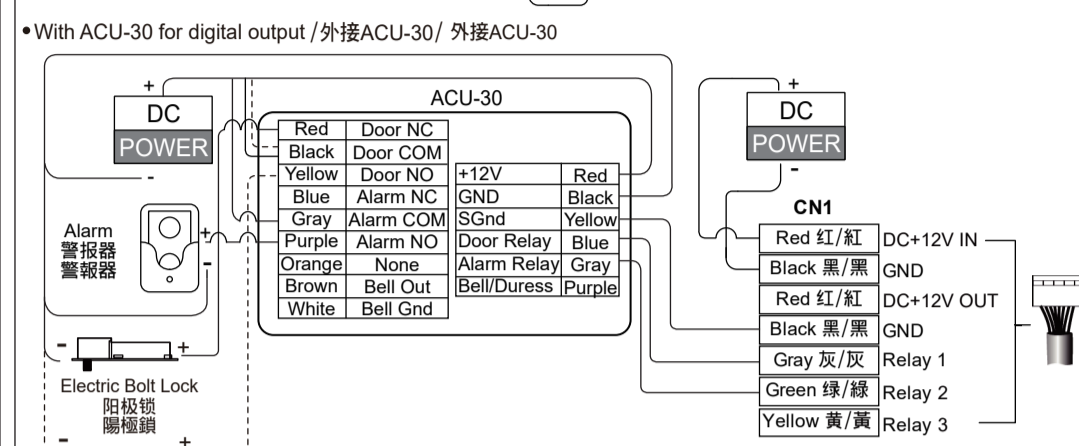 •With ACU-30 for digital output /外接ACU-30/ 外接ACU-30
+
DC
POWER
-
ACU-30
Red Door NC
Black Door COM
Yellow Door NO
Blue Alarm NC
Gray Alarm COM
Purple Alarm NO
Orange None
Brown Bell Out
White Bell Gnd
+12V Red
GND Black
SGnd Yellow
Door Relay Blue
Alarm Relay Gray
Bell/Duress Purple
Alarm
警报器
警報器
+
-
- +
Electric Bolt Lock
阳极锁
陽極鎖
- +
+
DC
POWER
-
CN1
Red 红/紅 DC+12V IN
Black 黑/黑 GND
Red 红/紅 DC+12V OUT
Black 黑/黑 GND
Gray 灰/灰 Relay 1
Green 绿/綠 Relay 2
Yellow 黄/黃 Relay 3